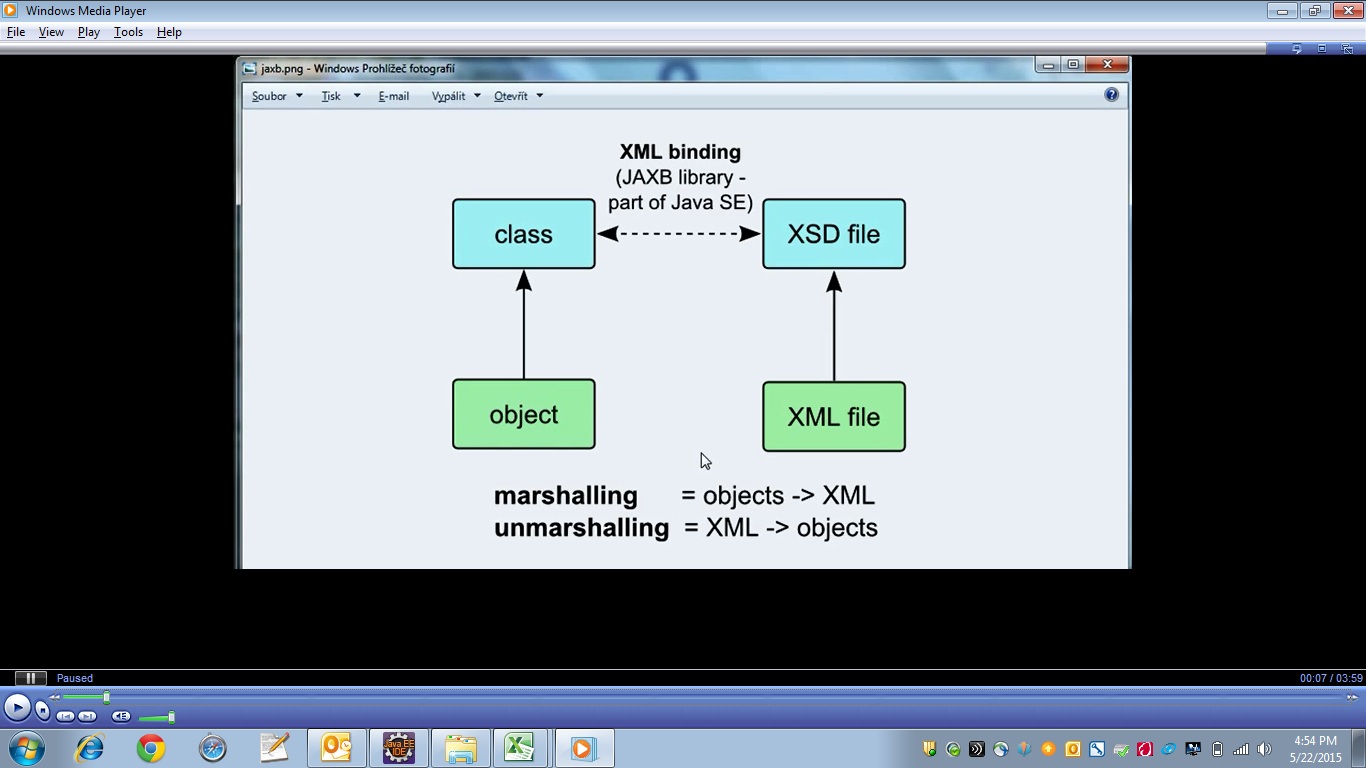 Windows Media Player
File View Play Tools Help
jaxb.png - Windows Prohlížeč fotografií
Soubor Tisk E-mail Vypálit Otevřít
XML binding
(JAXB library -
part of Java SE)
class
XSD file
object
XML file
marshalling = objects -> XML
unmarshalling = XML -> objects
Paused
00:07 / 03:59
Java EE
IDE
4:54 PM
5/22/2015